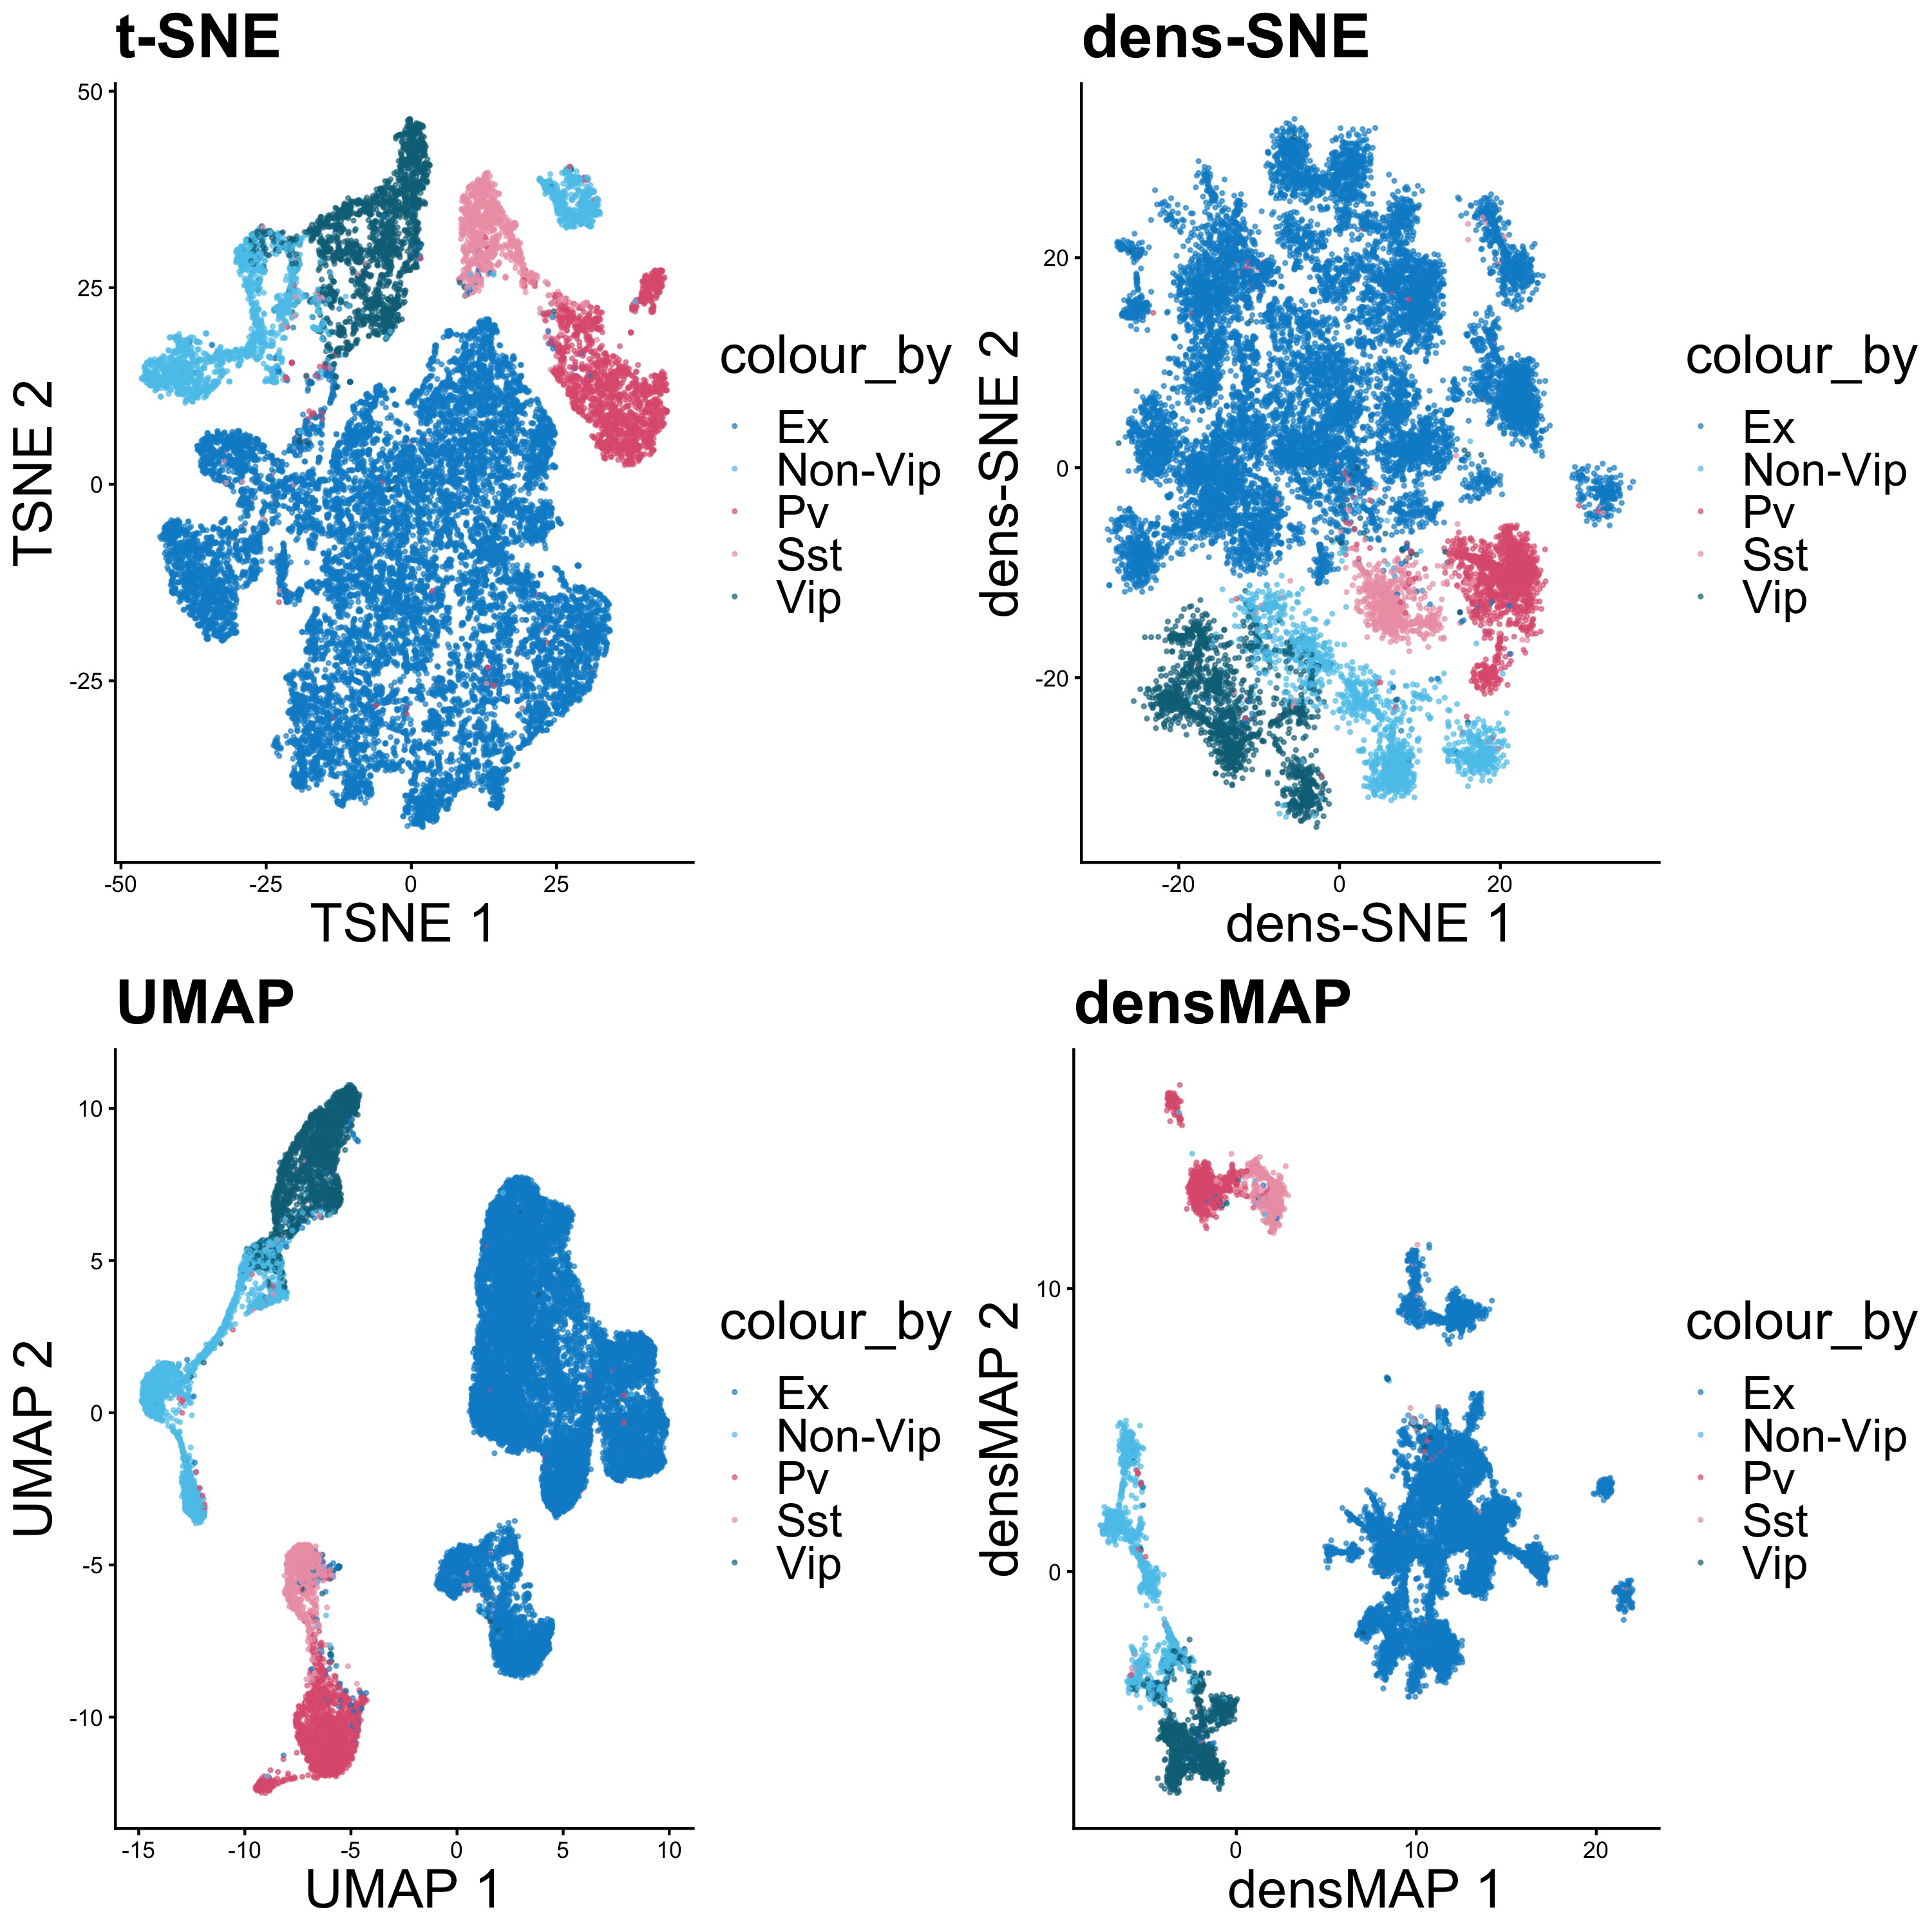 t-SNE
50
25
0
-25
-50
-25
0
25
TSNE 1
TSNE 2
colour_by
Ex
Non-Vip
Pv
Sst
Vip
dens-SNE
20
0
-20
-20
0
20
dens-SNE 1
dens-SNE 2
colour_by
Ex
Non-Vip
Pv
Sst
Vip
UMAP
10
5
0
-5
-10
-15
-10
-5
0
5
10
UMAP 1
UMAP 2
colour_by
Ex
Non-Vip
Pv
Sst
Vip
densMAP
10
0
0
10
20
densMAP 1
densMAP 2
colour_by
Ex
Non-Vip
Pv
Sst
Vip